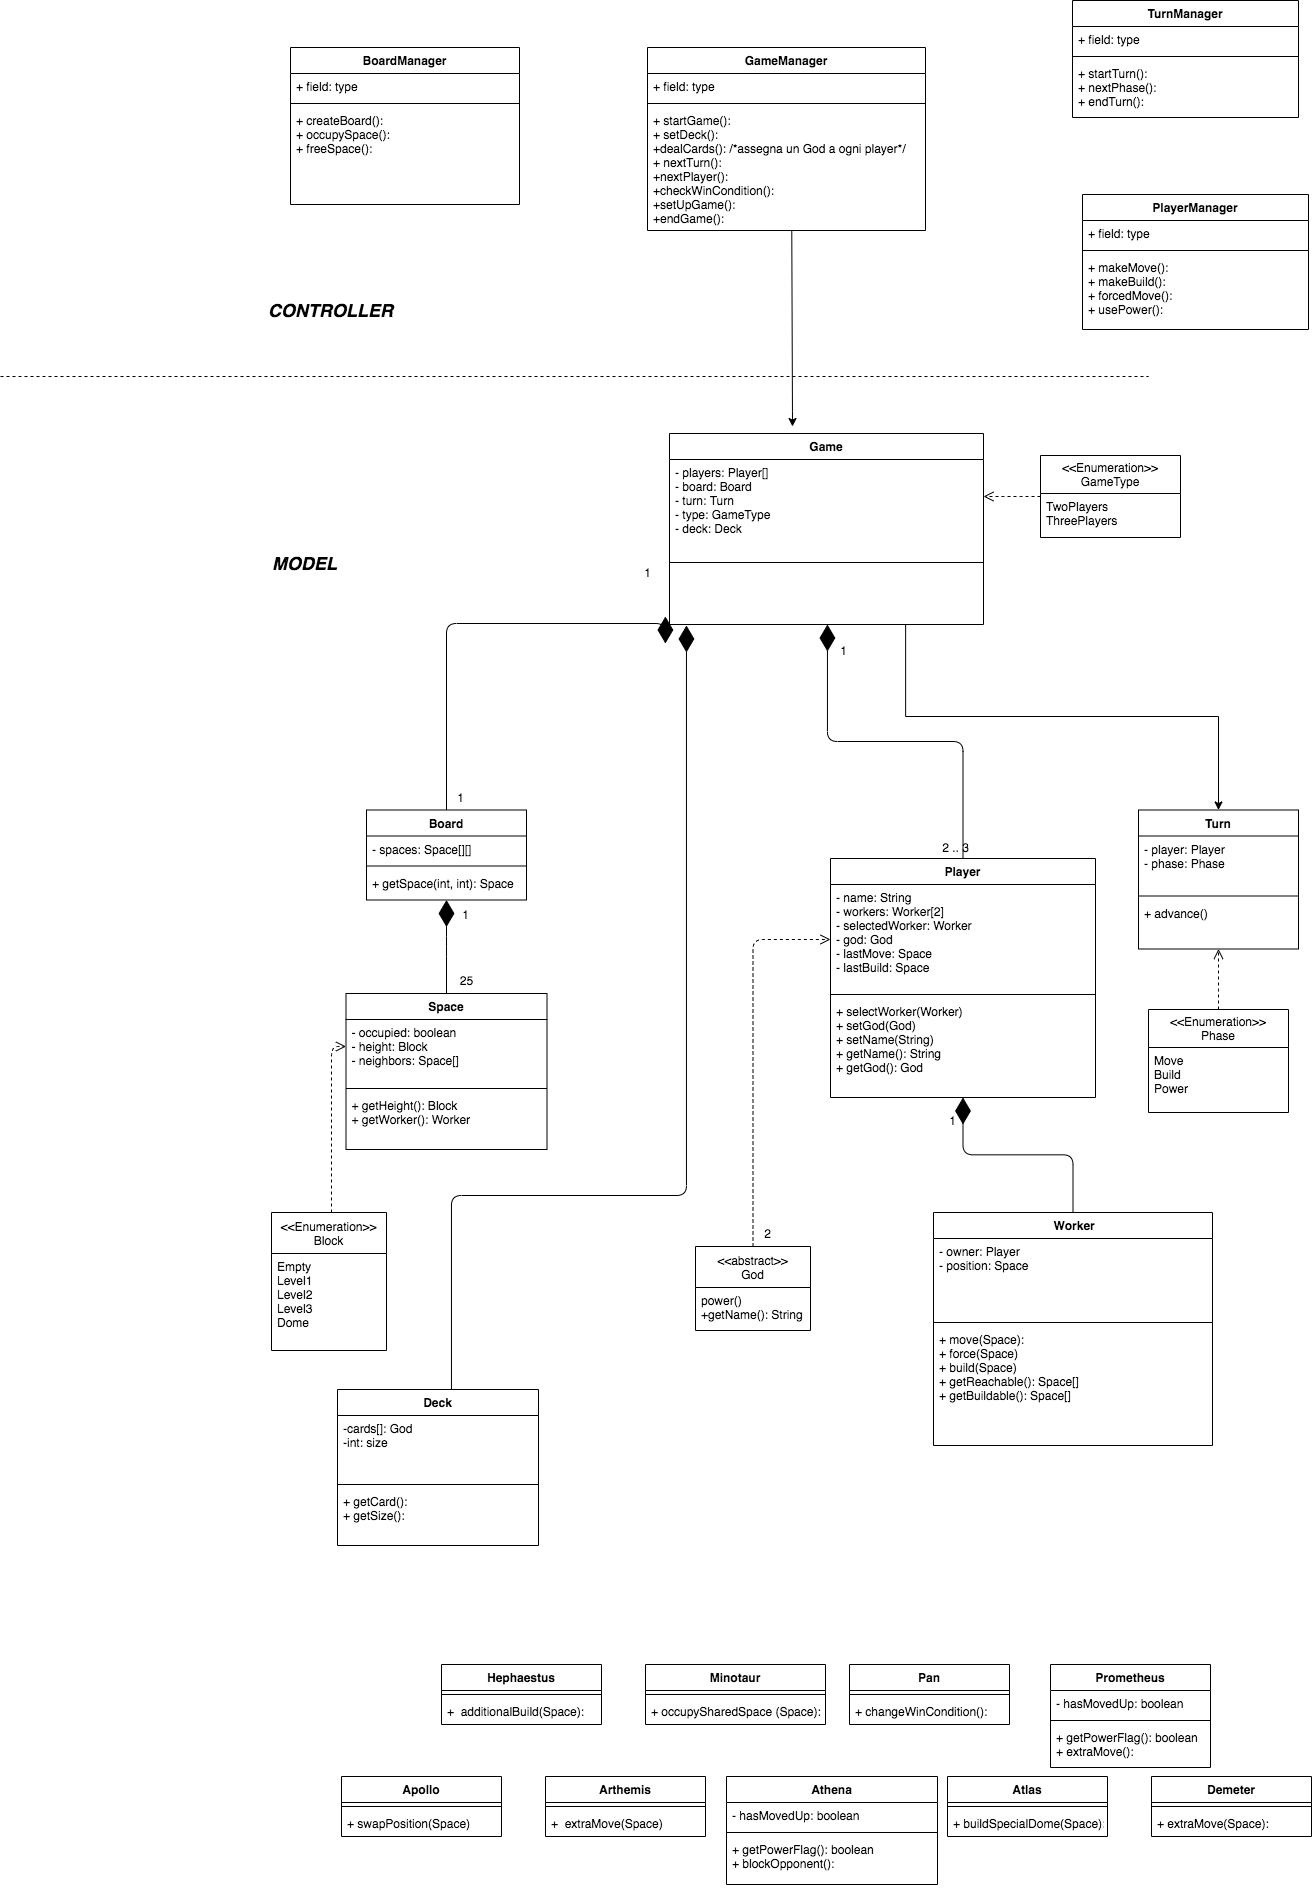 TurnManager
+ field: type
+ startTurn():
+ nextPhase():
+ endTurn():
BoardManager
+ field: type
+ createBoard():
+ occupySpace():
+ freeSpace():
GameManager
+ field: type
+ startGame():
+ setDeck():
+dealCards(): /*assegna un God a ogni player*/
+ nextTurn():
+nextPlayer():
+checkWinCondition():
+setUpGame():
+endGame():
PlayerManager
+ field: type
+ makeMove():
+ makeBuild():
+ forcedMove():
+ usePower():
CONTROLLER
Game
- players: Player[]
- board: Board
- turn: Turn
- type: GameType
- deck: Deck
<<Enumeration>>
GameType
TwoPlayers
ThreePlayers
MODEL
1
1
1
2 .. 3
Board
- spaces: Space[][]
+ getSpace(int, int): Space
1
25
Turn
- player: Player
- phase: Phase
+ advance()
Player
- name: String
- workers: Worker[2]
- selectedWorker: Worker
- god: God
- lastMove: Space
- lastBuild: Space
+ selectWorker(Worker)
+ setGod(God)
+ setName(String)
+ getName(): String
+ getGod(): God
1
Space
- occupied: boolean
- height: Block
- neighbors: Space[]
+ getHeight(): Block
+ getWorker(): Worker
<<Enumeration>>
Phase
Move
Build
Power
<<Enumeration>>
Block
Empty
Level1
Level2
Level3
Dome
2
<<abstract>>
God
power()
+getName(): String
Worker
- owner: Player
- position: Space
+ move(Space):
+ force(Space)
+ build(Space)
+ getReachable(): Space[]
+ getBuildable(): Space[]
Deck
-cards[]: God
-int: size
+ getCard():
+ getSize():
Hephaestus
+  additionalBuild(Space):
Minotaur
+ occupySharedSpace (Space):
Pan
+ changeWinCondition():
Prometheus
- hasMovedUp: boolean
+ getPowerFlag(): boolean
+ extraMove():
Apollo
+ swapPosition(Space)
Arthemis
+  extraMove(Space)
Athena
- hasMovedUp: boolean
+ getPowerFlag(): boolean
+ blockOpponent():
Atlas
+ buildSpecialDome(Space):
Demeter
+ extraMove(Space):